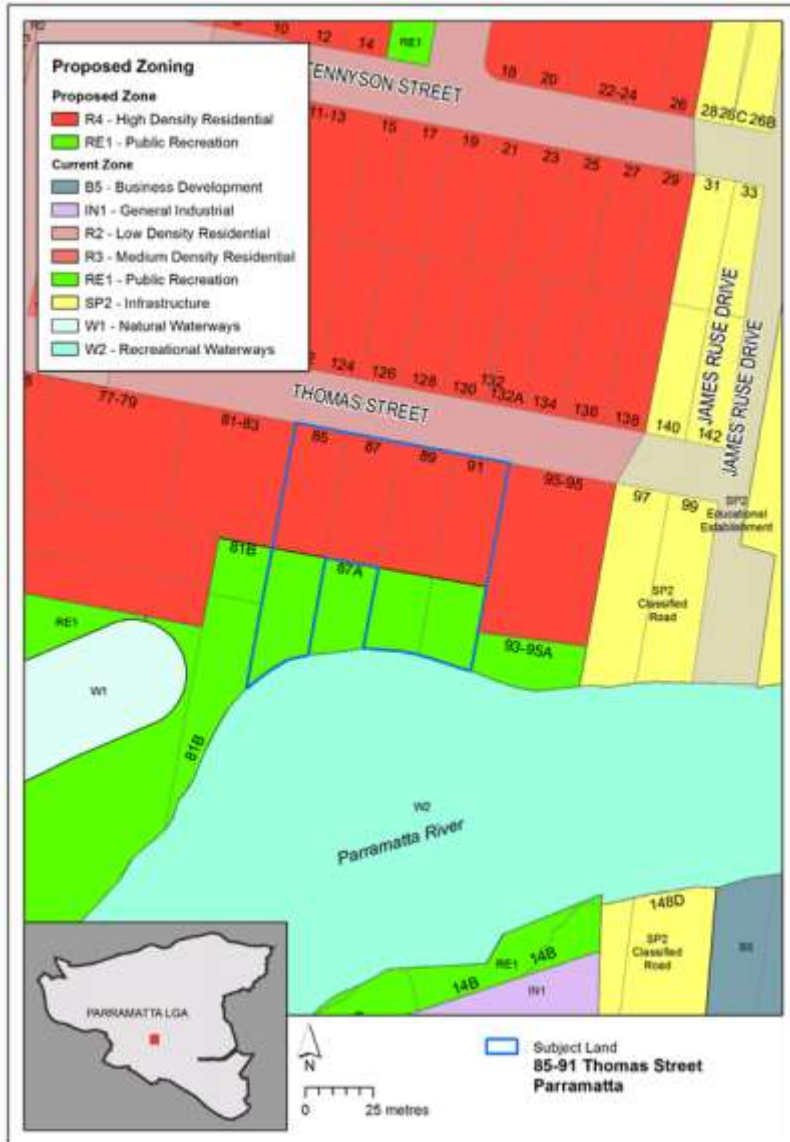 R2
10
12
14
RE1
Proposed Zoning
Proposed Zone
R4 - High Density Residential
RE1 - Public Recreation
Current Zone
B5 - Business Development
IN1 - General Industrial
R2 - Low Density Residential
R3 - Medium Density Residential
RE1 - Public Recreation
SP2 - Infrastructure
W1 - Natural Waterways
W2 - Recreational Waterways
TENNYSON STREET
18
20
22-24
26
28
26C
26B
11-13
15
17
19
21
23
25
27
29
31
33
JAMES RUSE DRIVE
JAMES RUSE DRIVE
124
126
128
130
132
132A
134
136
138
140
142
THOMAS STREET
77-79
81-83
85
87
89
91
93-95
97
99
SP2
Educational
Establishment
81B
87A
SP2
Classified
Road
RE1
93-95A
W1
81B
W2
Parramatta River
148D
SP2
Classified
Road
B5
14B
RE1
14B
IN1
PARRAMATTA LGA
N
0 25 metres
Subject Land
85-91 Thomas Street
Parramatta